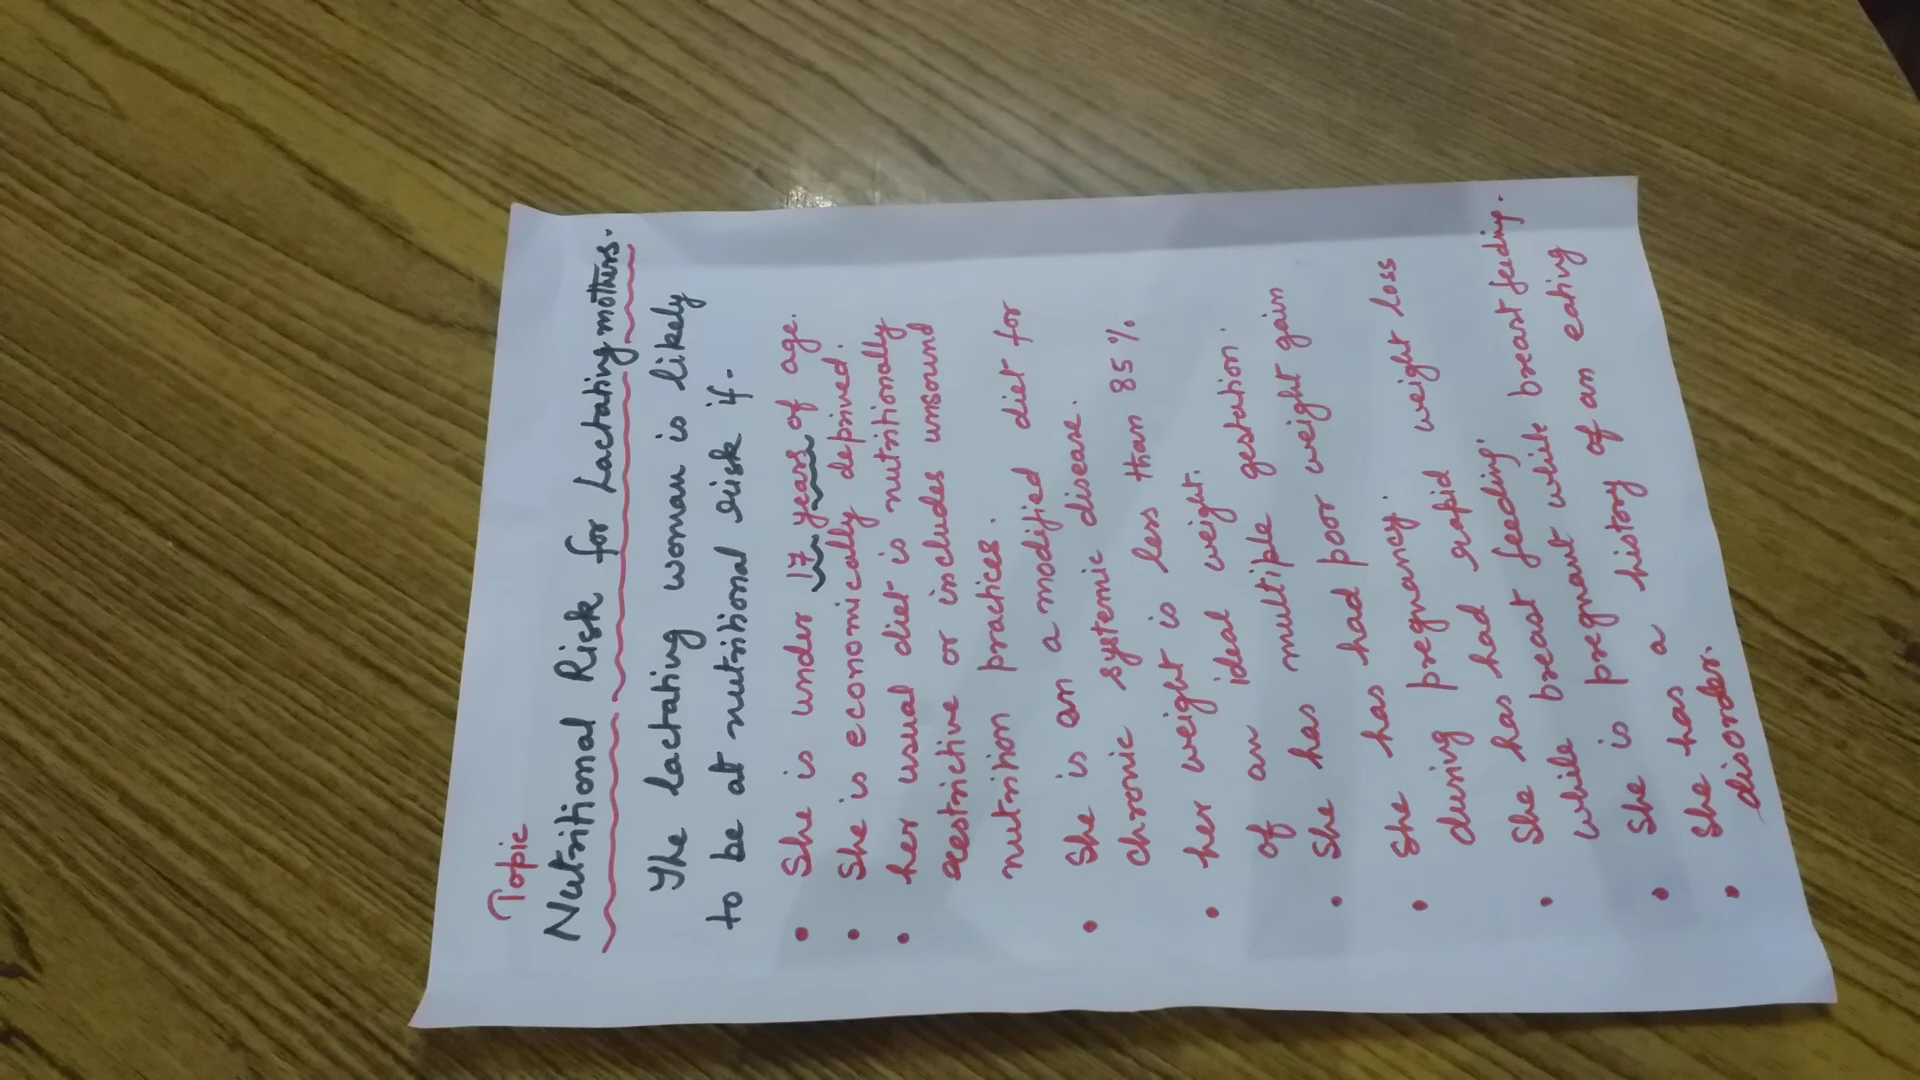 Topic
Nutritional Risk for Lactating mothers.
The Lactating woman is likely
to be at nutritional risk if.
• She is under 17 years of age.
• She is economically deprived.
• her usual diet is nutritionally
restrictive or includes unsound
nutrition practices.
• She is on a modified diet for
chronic systemic disease.
• her weight is less than 85%
of an ideal weight.
• She has multiple gestation.
• She has had poor weight gain
during pregnancy.
• She has had rapid weight loss
while breast feeding.
• She is pregnant while breast feeding.
• She has a history of an eating
disorder.